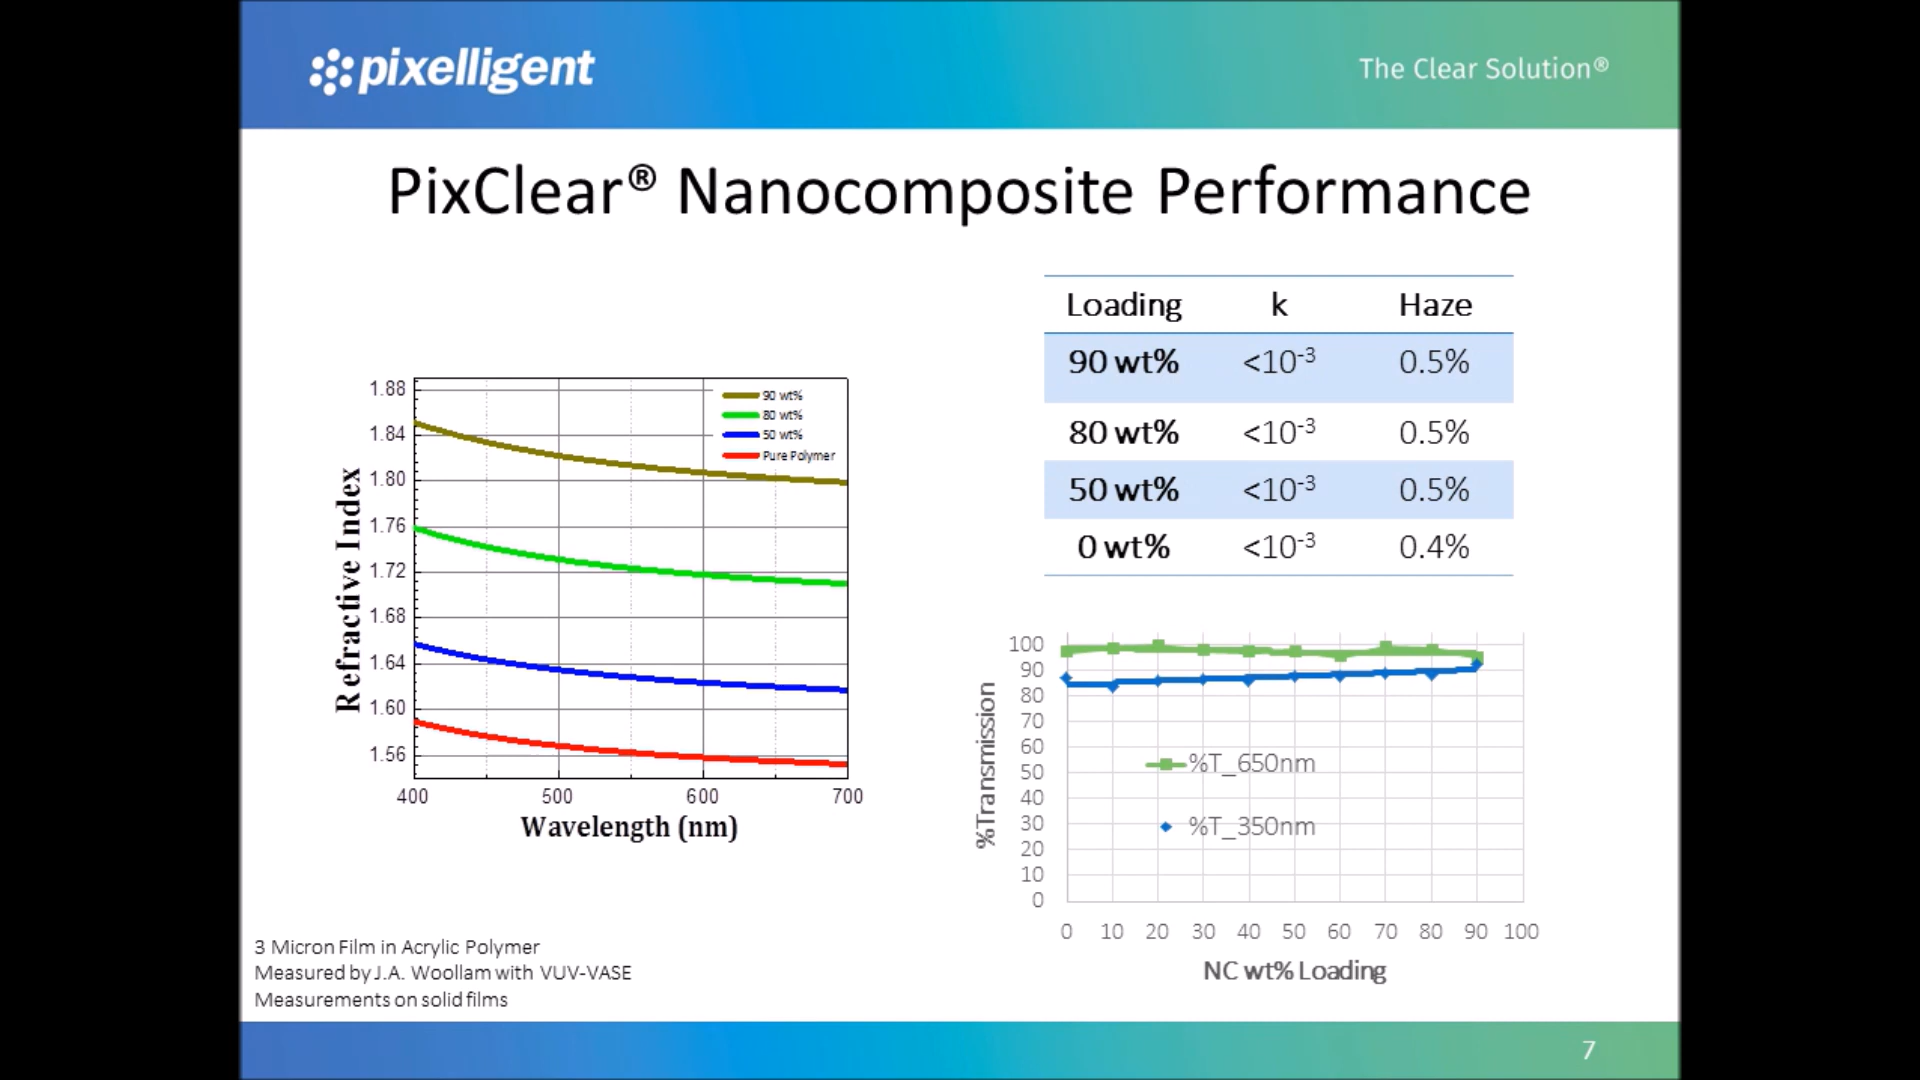 pixelligent
The Clear Solution®
PixClear® Nanocomposite Performance
Loading k Haze
90 wt% <10-3 0.5%
80 wt% <10-3 0.5%
50 wt% <10-3 0.5%
0 wt% <10-3 0.4%
1.88
1.84
1.80
1.76
1.72
1.68
1.64
1.60
1.56
Refractive Index
90 wt%
80 wt%
50 wt%
Pure Polymer
400 500 600 700
Wavelength (nm)
100
90
80
70
60
50
40
30
20
10
0
%Transmission
%T_650nm
%T_350nm
0 10 20 30 40 50 60 70 80 90 100
NC wt% Loading
3 Micron Film in Acrylic Polymer
Measured by J.A. Woollam with VUV-VASE
Measurements on solid films
7